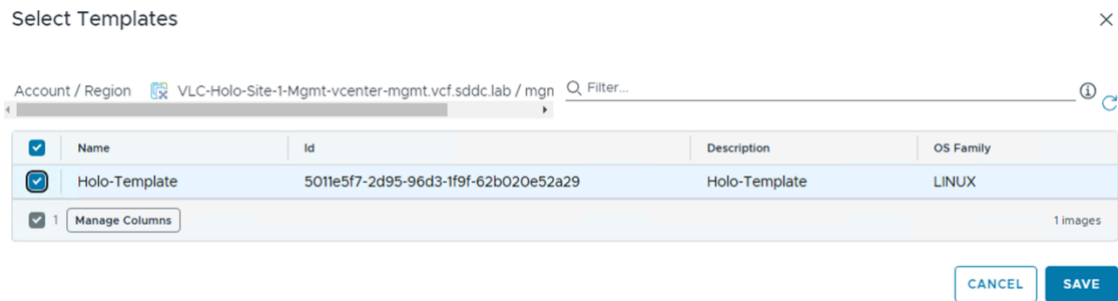 Select Templates
Account / Region VLC-Holo-Site-1-Mgmt-vcenter-mgmt.vcf.sddc.lab / mgn Filter...
Name Id Description OS Family
Holo-Template 5011e5f7-2d95-96d3-1f9f-62b020e52a29 Holo-Template LINUX
1 Manage Columns 1 images
CANCEL SAVE